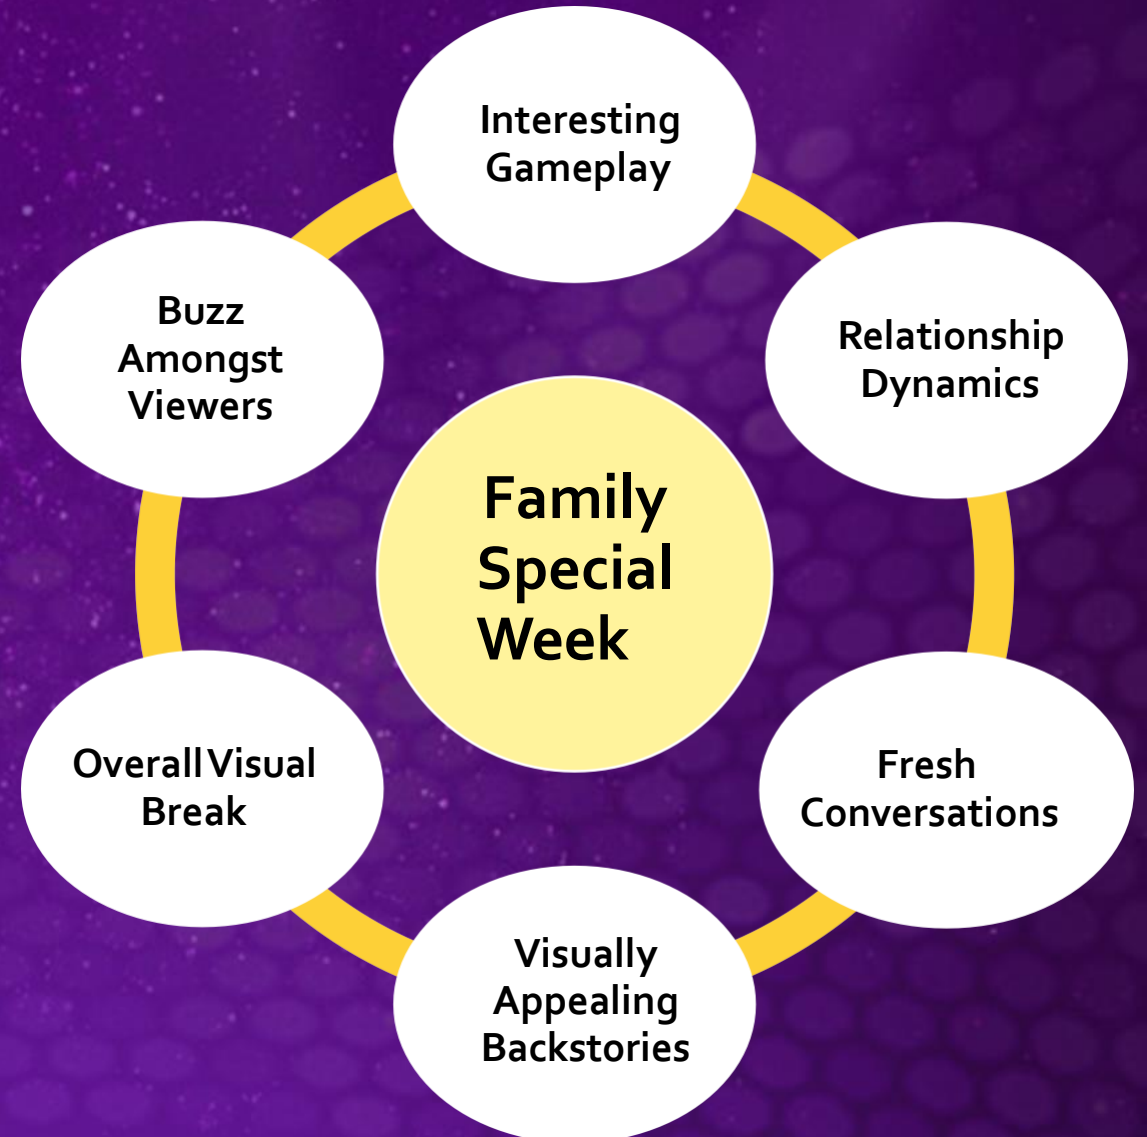 Interesting
Gameplay
Relationship
Dynamics
Fresh
Conversations
Visually
Appealing
Backstories
Overall Visual
Break
Buzz
Amongst
Viewers
Family
Special
Week